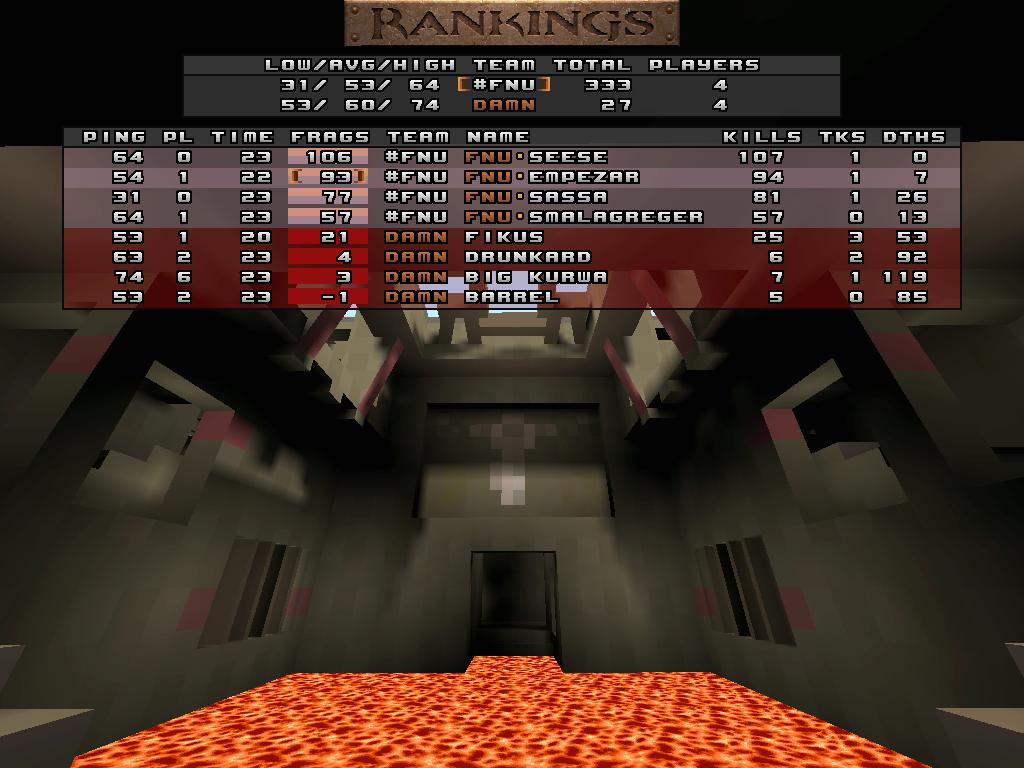 RANKINGS
LOW/AVG/HIGH TEAM TOTAL PLAYERS
31/ 53/ 64 [#FNU] 333 4
53/ 60/ 74 DAMN 27 4
PING PL TIME FRAGS TEAM NAME KILLS TKS DTHS
64 0 23 106 #FNU FNU·SEESE 107 1 0
54 1 22 [ 93] #FNU FNU·EMPEZAR 94 1 7
31 0 23 77 #FNU FNU·SASSA 81 1 26
64 1 23 57 #FNU FNU·SMALAGREGER 57 0 13
53 1 20 21 DAMN FIKUS 25 3 53
63 2 23 4 DAMN DRUNKARD 6 2 92
74 6 23 3 DAMN BIG KURWA 7 1 119
53 2 23 -1 DAMN BARREL 5 0 85